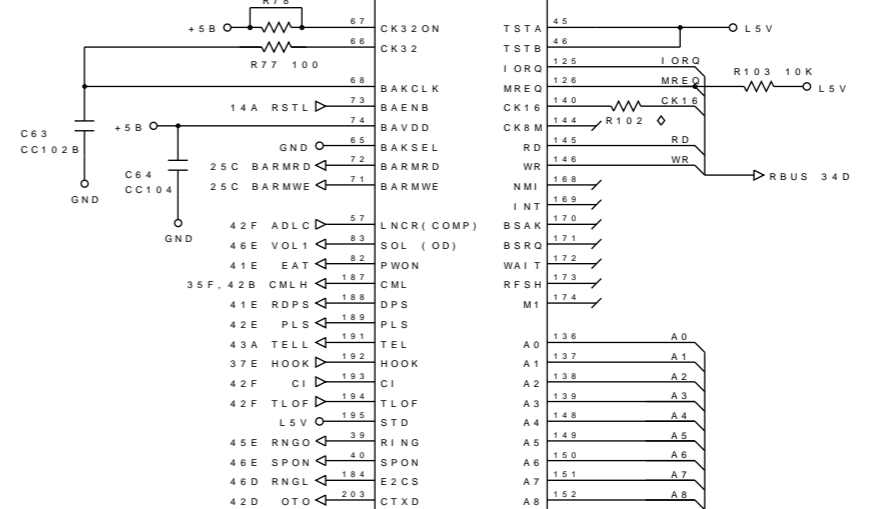 R78
+5B 67 CK32ON
66 CK32
R77 100
68 BAKCLK
14A RSTL 73 BAENB
+5B 74 BAVDD
C63
CC102B
GND 65 BAKSEL
25C BARMRD 72 BARMRD
C64
CC104
25C BARMWE 71 BARMWE
GND
GND
42F ADLC 57 LNCR(COMP)
46E VOL1 83 SOL (OD)
41E EAT 82 PWON
35F,42B CMLH 187 CML
41E RDPS 188 DPS
42E PLS 189 PLS
43A TELL 191 TEL
37E HOOK 192 HOOK
42F CI 193 CI
42F TLOF 194 TLOF
L5V 195 STD
45E RNGO 39 RING
46E SPON 40 SPON
46D RNGL 184 E2CS
42D OTO 203 CTXD
TSTA 45 L5V
TSTB 46
IORQ 125 IORQ
MREQ 126 MREQ R103 10K L5V
CK16 140 CK16
R102
CK8M 144
RD 145 RD
WR 146 WR
RBUS 34D
NMI 168
INT 169
BSAK 170
BSRQ 171
WAIT 172
RFSH 173
M1 174
A0 136 A0
A1 137 A1
A2 138 A2
A3 139 A3
A4 148 A4
A5 149 A5
A6 150 A6
A7 151 A7
A8 152 A8